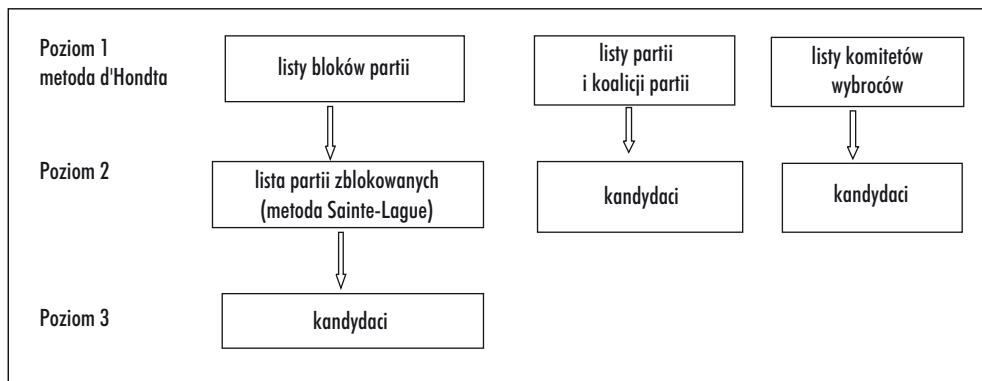 Poziom 1
metoda d'Hondta
listy bloków partii
listy partii
i koalicji partii
listy komitetów
wybroców
Poziom 2
lista partii zblokowanych
(metoda Sainte-Lague)
kandydaci
kandydaci
Poziom 3
kandydaci